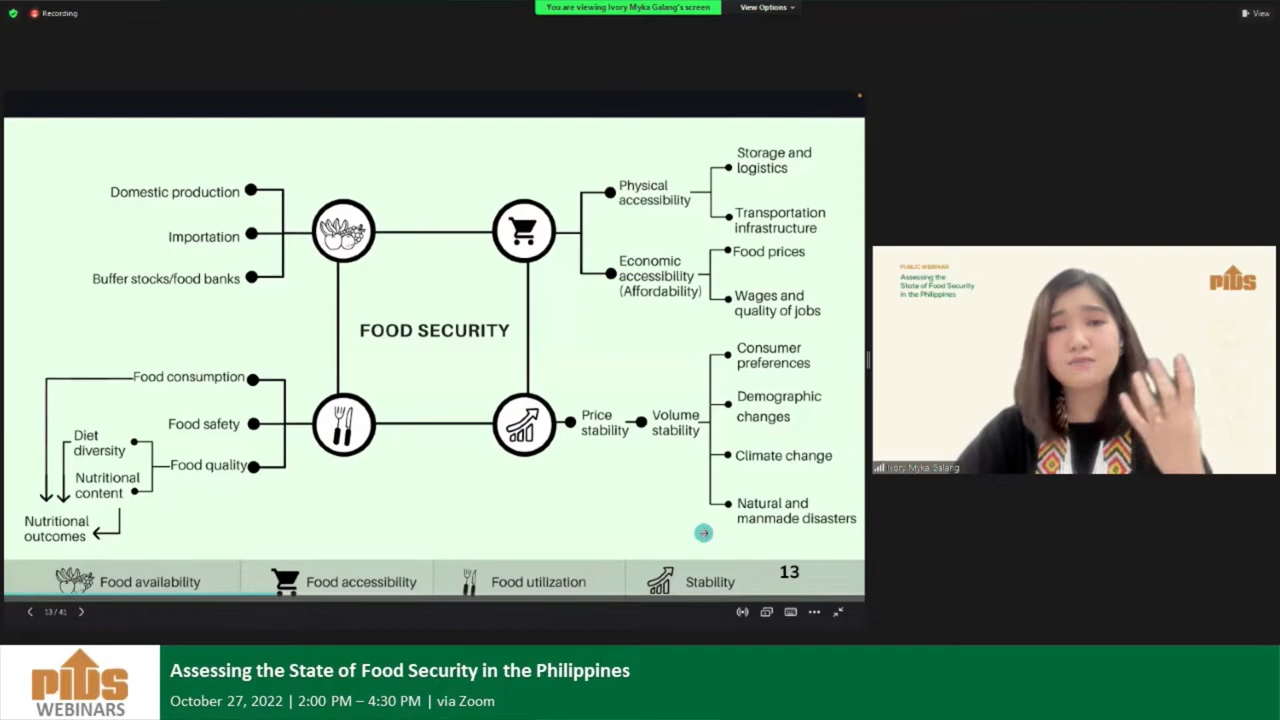 Recording
You are viewing Ivory Myka Galang's screen
View Options
View
Domestic production
Importation
Buffer stocks/food banks
Physical
accessibility
Storage and
logistics
Transportation
infrastructure
Economic
accessibility
(Affordability)
Food prices
Wages and
quality of jobs
FOOD SECURITY
Food consumption
Food safety
Food quality
Diet
diversity
Nutritional
content
Nutritional
outcomes
Price
stability
Volume
stability
Consumer
preferences
Demographic
changes
Climate change
Natural and
manmade disasters
Food availability
Food accessibility
Food utilization
Stability
13
13 / 41
PUBLIC WEBINAR
Assessing the
State of Food Security
in the Philippines
PIDS
Ivory Myka Galang
PIDS
WEBINARS
Assessing the State of Food Security in the Philippines
October 27, 2022 | 2:00 PM – 4:30 PM | via Zoom